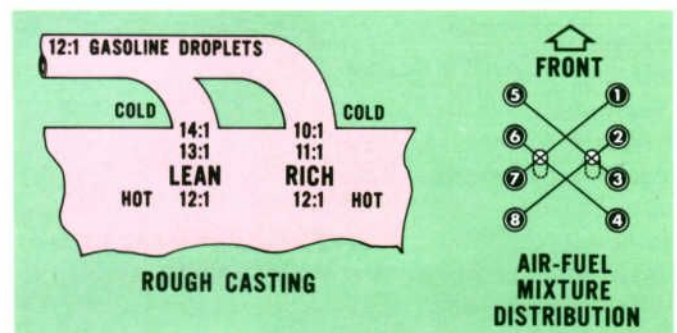 12:1 GASOLINE DROPLETS
COLD
COLD
14:1
10:1
13:1
11:1
LEAN
RICH
HOT
12:1
12:1
HOT
ROUGH CASTING
FRONT
5
1
6
2
7
3
8
4
AIR-FUEL
MIXTURE
DISTRIBUTION